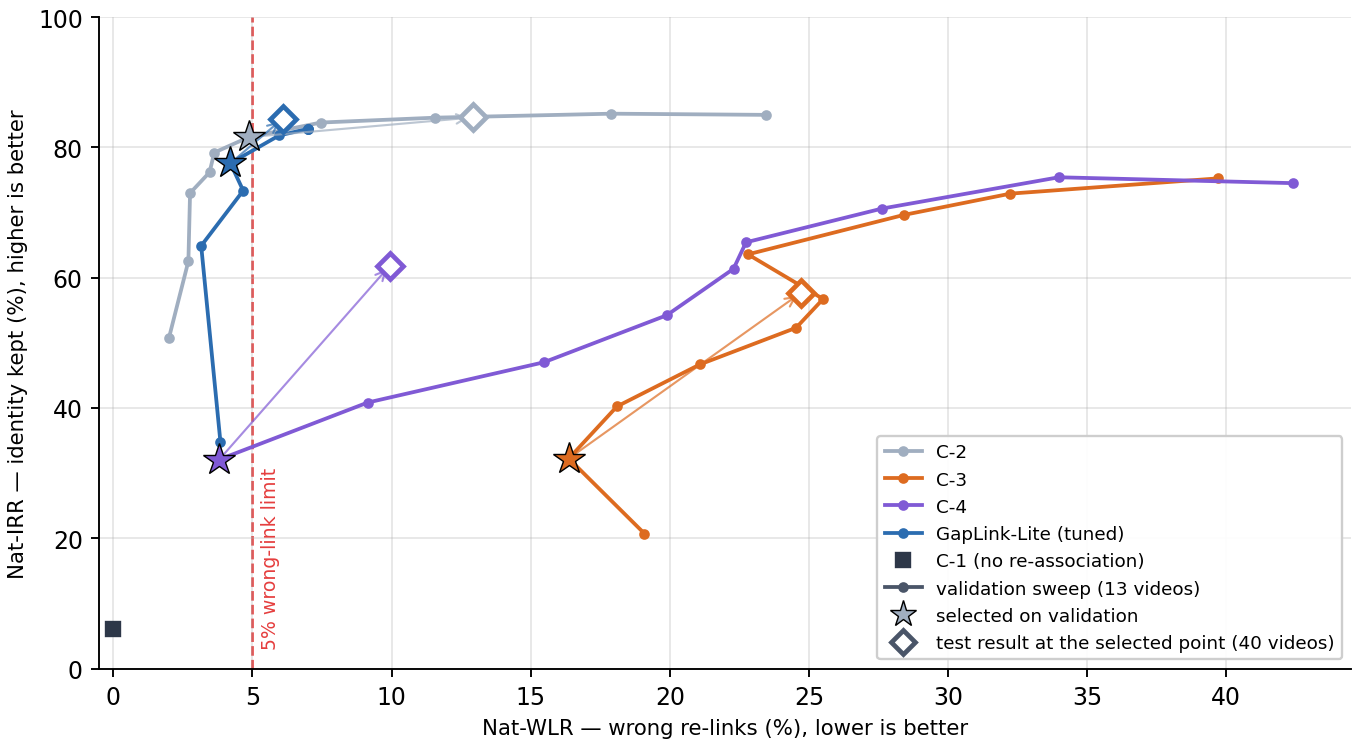 100
80
60
40
20
0
Nat-IRR — identity kept (%), higher is better
5% wrong-link limit
C-2
C-3
C-4
GapLink-Lite (tuned)
C-1 (no re-association)
validation sweep (13 videos)
selected on validation
test result at the selected point (40 videos)
0 5 10 15 20 25 30 35 40
Nat-WLR — wrong re-links (%), lower is better